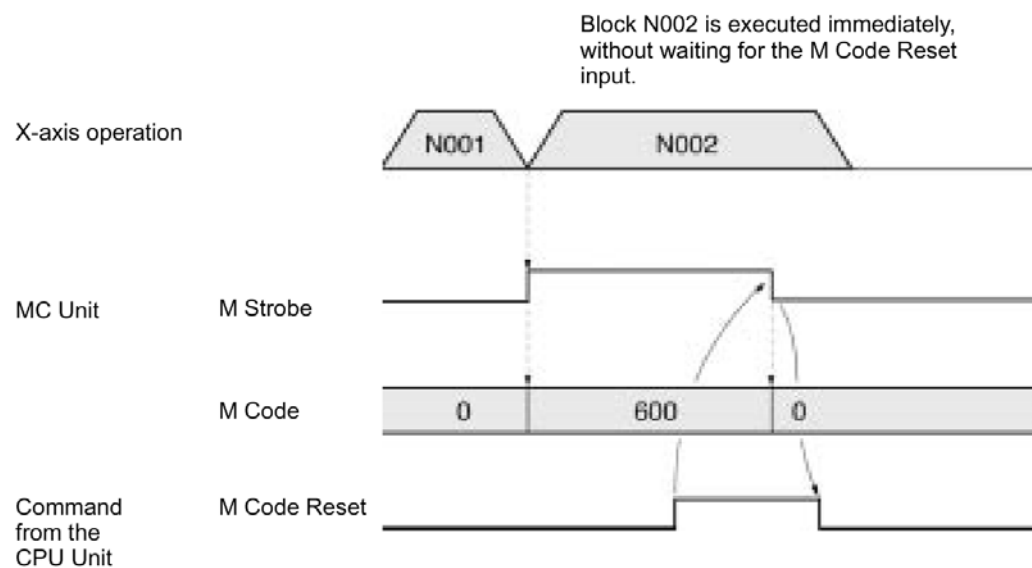 Block N002 is executed immediately,
without waiting for the M Code Reset
input.
X-axis operation
N001
N002
MC Unit
M Strobe
M Code
0
600
0
Command
from the
CPU Unit
M Code Reset